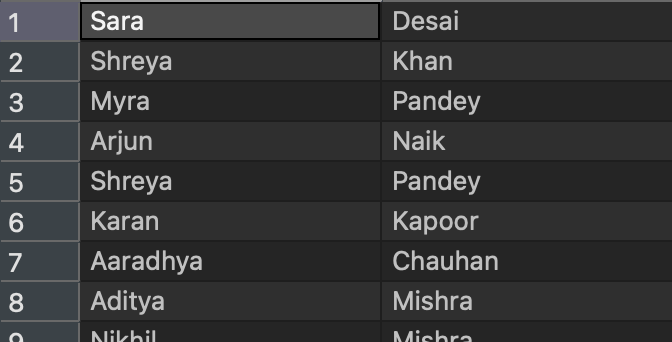 1 Sara Desai
2 Shreya Khan
3 Myra Pandey
4 Arjun Naik
5 Shreya Pandey
6 Karan Kapoor
7 Aaradhya Chauhan
8 Aditya Mishra
9 Nikhil Mishra